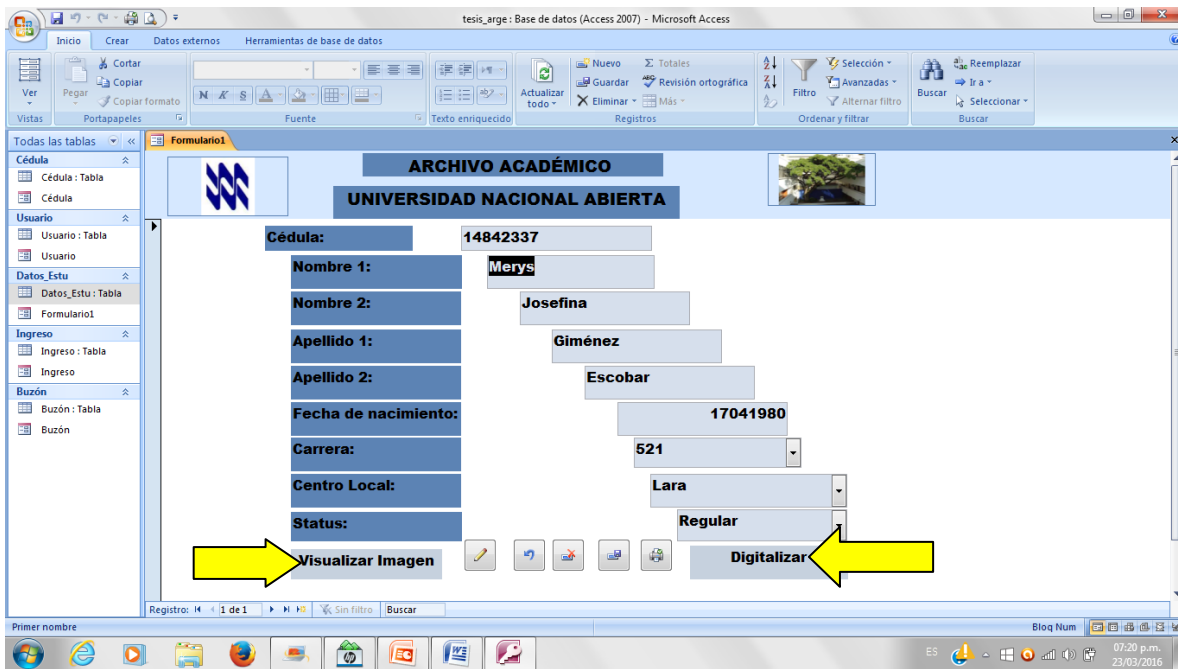 tesis_arge : Base de datos (Access 2007) - Microsoft Access
Inicio Crear Datos externos Herramientas de base de datos
Ver
Vistas
Pegar
Cortar
Copiar
Copiar formato
Portapapeles
N K S
Fuente
Texto enriquecido
Actualizar todo
Nuevo
Guardar
Eliminar
Totales
Revisión ortográfica
Más
Registros
Filtro
Selección
Avanzadas
Alternar filtro
Ordenar y filtrar
Buscar
Reemplazar
Ir a
Seleccionar
Buscar
Todas las tablas
Cédula
Cédula : Tabla
Cédula
Usuario
Usuario : Tabla
Usuario
Datos_Estu
Datos_Estu : Tabla
Formulario1
Ingreso
Ingreso : Tabla
Ingreso
Buzón
Buzón : Tabla
Buzón
Formulario1
ARCHIVO ACADÉMICO
UNIVERSIDAD NACIONAL ABIERTA
Cédula: 14842337
Nombre 1: Merys
Nombre 2: Josefina
Apellido 1: Giménez
Apellido 2: Escobar
Fecha de nacimiento: 17041980
Carrera: 521
Centro Local: Lara
Status: Regular
Visualizar Imagen Digitalizar
Registro: 1 de 1 Sin filtro Buscar
Primer nombre Bloq Num
ES 07:20 p.m.
23/03/2016